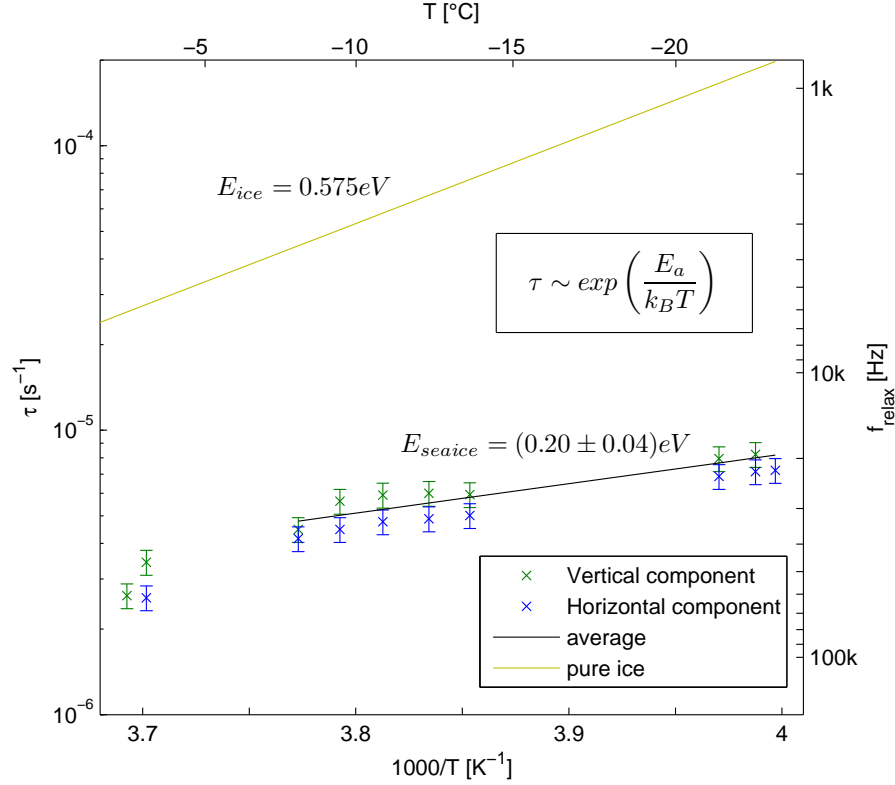 T [°C]
−5 −10 −15 −20
10⁻⁴
10⁻⁵
10⁻⁶
τ [s⁻¹]
1k
10k
100k
f_relax [Hz]
E_ice = 0.575eV
τ ∼ exp(E_a / k_B T)
E_seaice = (0.20 ± 0.04)eV
Vertical component
Horizontal component
average
pure ice
3.7 3.8 3.9 4
1000/T [K⁻¹]